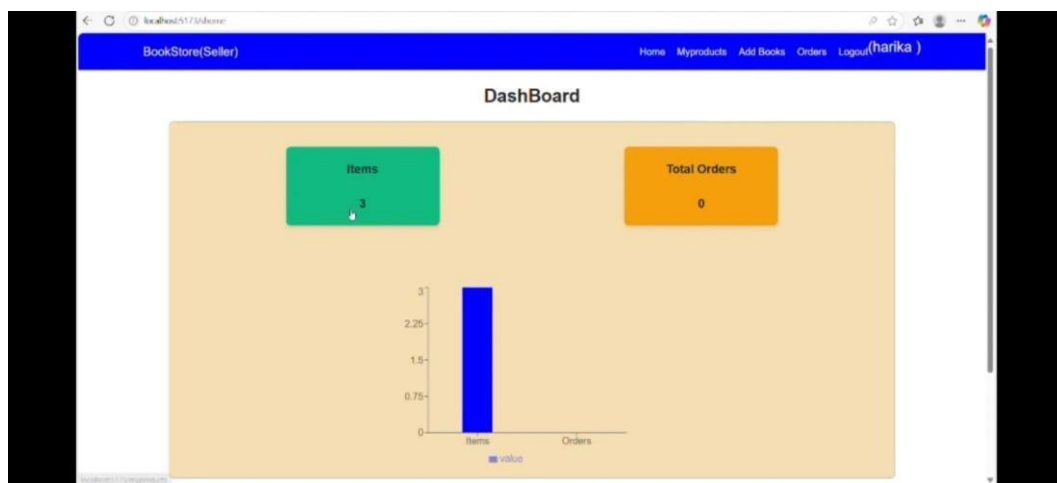 localhost:5173/shome
BookStore(Seller) Home Myproducts Add Books Orders Logout(harika )
DashBoard
Items Total Orders
3 0
3
2.25
1.5
0.75
0
Items Orders
value